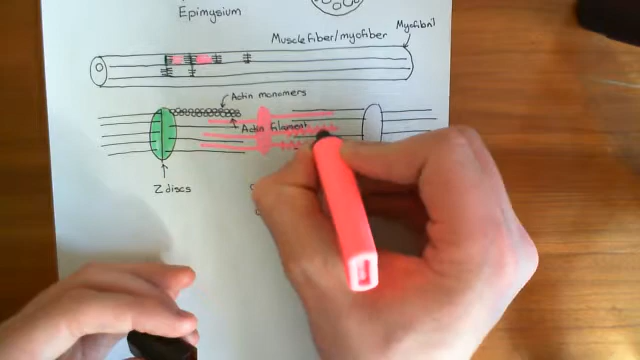 Epimysium
Muscle Fiber/myofiber
Myofibril
Actin monomers
Actin filament
Z discs